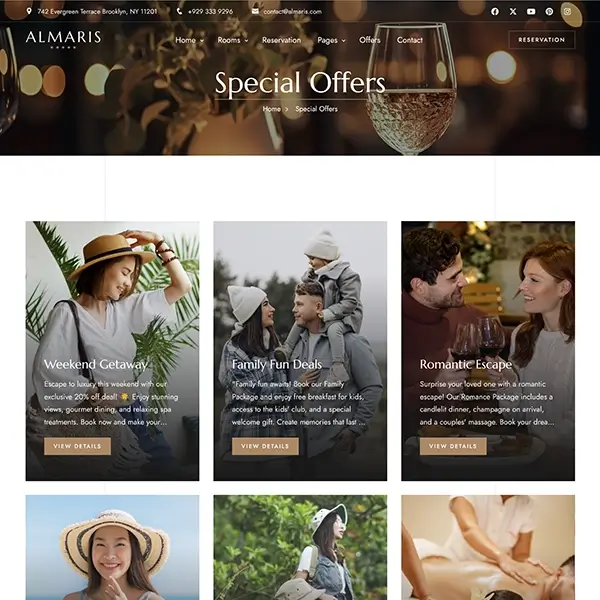 742 Evergreen Terrace Brooklyn, NY 11201
+929 333 9296
contact@almaris.com
ALMARIS
Home
Rooms
Reservation
Pages
Offers
Contact
RESERVATION
Special Offers
Home > Special Offers
Weekend Getaway
Escape to luxury this weekend with our
exclusive 20% off deal! ☀️ Enjoy stunning
views, gourmet dining, and relaxing spa
treatments. Book now and make your...
VIEW DETAILS
Family Fun Deals
"Family fun awaits! Book our Family
Package and enjoy free breakfast for kids,
access to the kids' club, and a special
welcome gift. Create memories that last ...
VIEW DETAILS
Romantic Escape
Surprise your loved one with a romantic
escape! Our Romance Package includes a
candlelit dinner, champagne on arrival,
and a couples' massage. Book your drea...
VIEW DETAILS